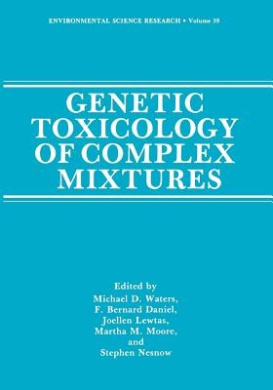 ENVIRONMENTAL SCIENCE RESEARCH • Volume 39
GENETIC
TOXICOLOGY
OF COMPLEX
MIXTURES
Edited by
Michael D. Waters,
F. Bernard Daniel,
Joellen Lewtas,
Martha M. Moore,
and
Stephen Nesnow